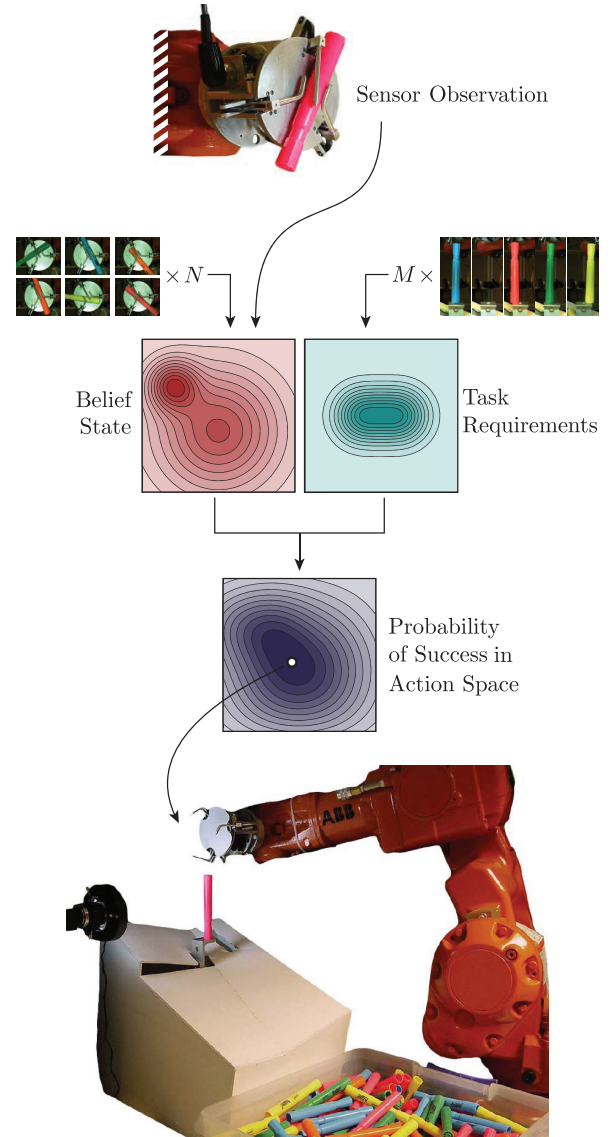 Sensor Observation
× N
M ×
Belief
State
Task
Requirements
Probability
of Success in
Action Space
ABB